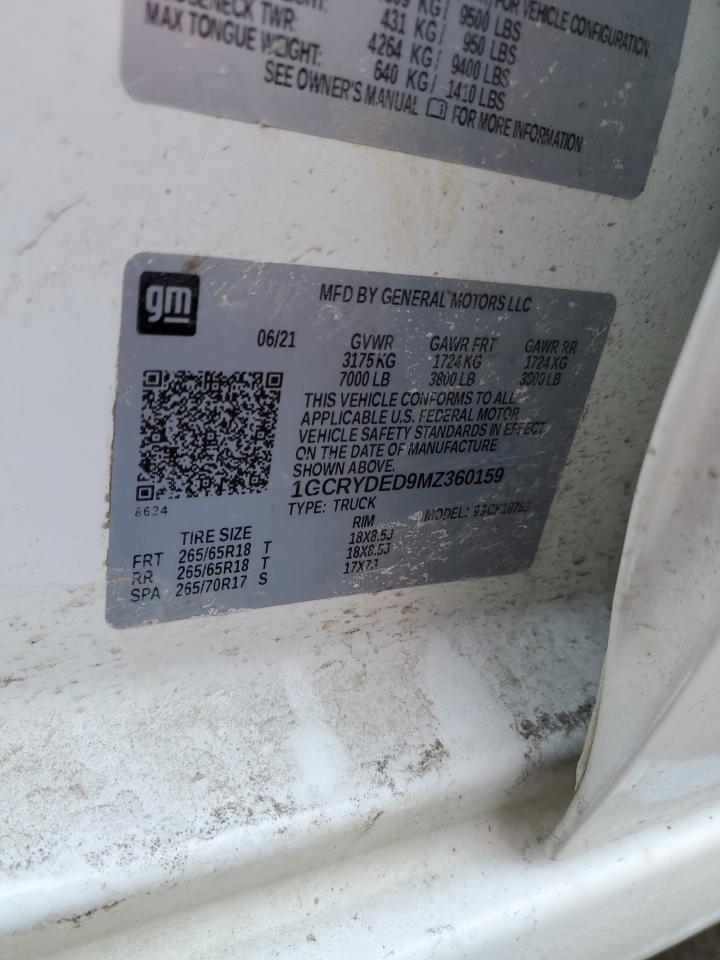 KG/ 9500 LBS
FOR VEHICLE CONFIGURATION.
TWR: 431 KG/ 950 LBS
MAX TONGUE WEIGHT: 4264 KG/ 9400 LBS
640 KG/ 1410 LBS
SEE OWNER'S MANUAL FOR MORE INFORMATION
gm
MFD BY GENERAL MOTORS LLC
06/21 GVWR GAWR FRT GAWR RR
3175 KG 1724 KG 1724 KG
7000 LB 3800 LB 3800 LB
THIS VEHICLE CONFORMS TO ALL
APPLICABLE U.S. FEDERAL MOTOR
VEHICLE SAFETY STANDARDS IN EFFECT
ON THE DATE OF MANUFACTURE
SHOWN ABOVE.
1GCRYDED9MZ360159
8624
TYPE: TRUCK MODEL:
TIRE SIZE RIM
FRT 265/65R18 T 18X8.5J
RR 265/65R18 T 18X8.5J
SPA 265/70R17 S 17X7J